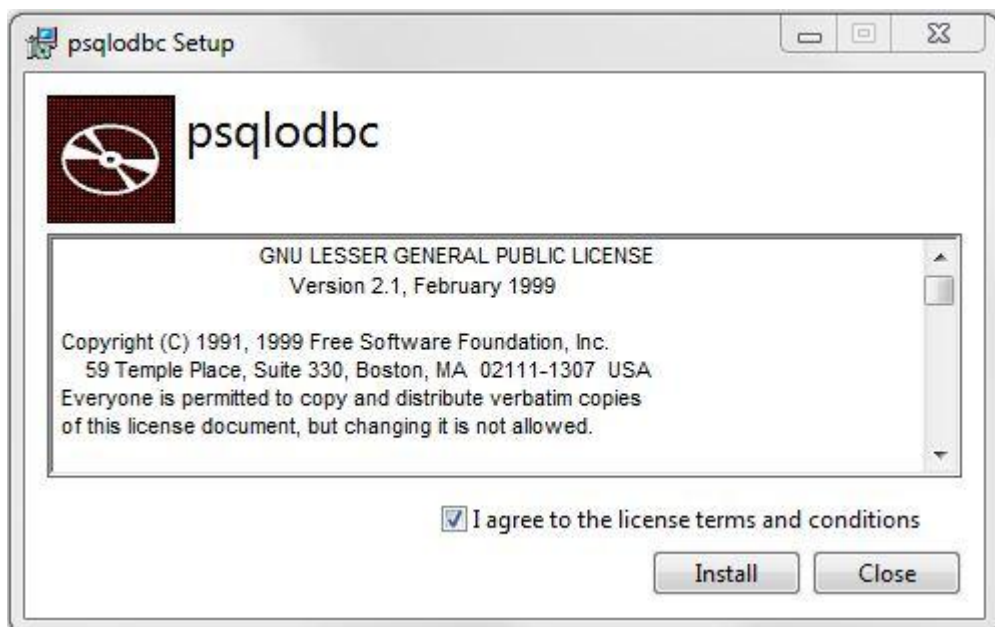 psqlodbc Setup
psqlodbc
GNU LESSER GENERAL PUBLIC LICENSE
Version 2.1, February 1999
Copyright (C) 1991, 1999 Free Software Foundation, Inc.
59 Temple Place, Suite 330, Boston, MA  02111-1307  USA
Everyone is permitted to copy and distribute verbatim copies
of this license document, but changing it is not allowed.
I agree to the license terms and conditions
Install
Close